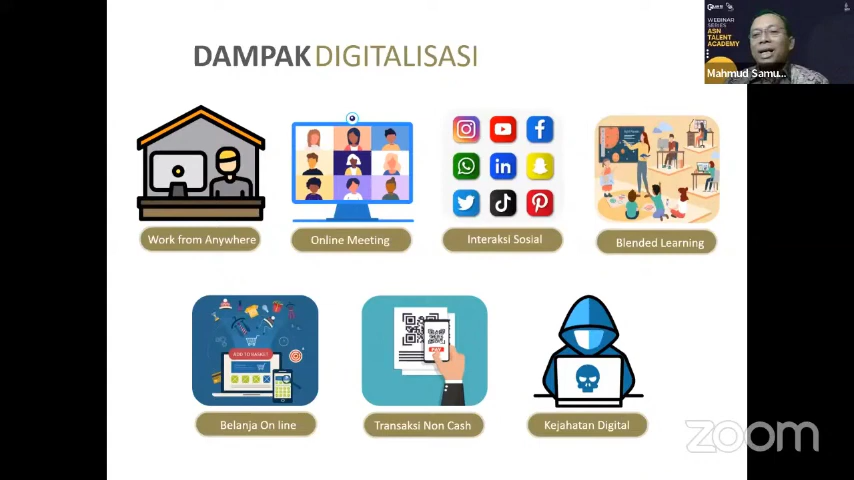 DAMPAK DIGITALISASI
WEBINAR
SERIES
ASN
TALENT
ACADEMY
Mahmud Samu...
Work from Anywhere
Online Meeting
Interaksi Sosial
Blended Learning
ADD TO BASKET
PAY
Belanja On line
Transaksi Non Cash
Kejahatan Digital
zoom